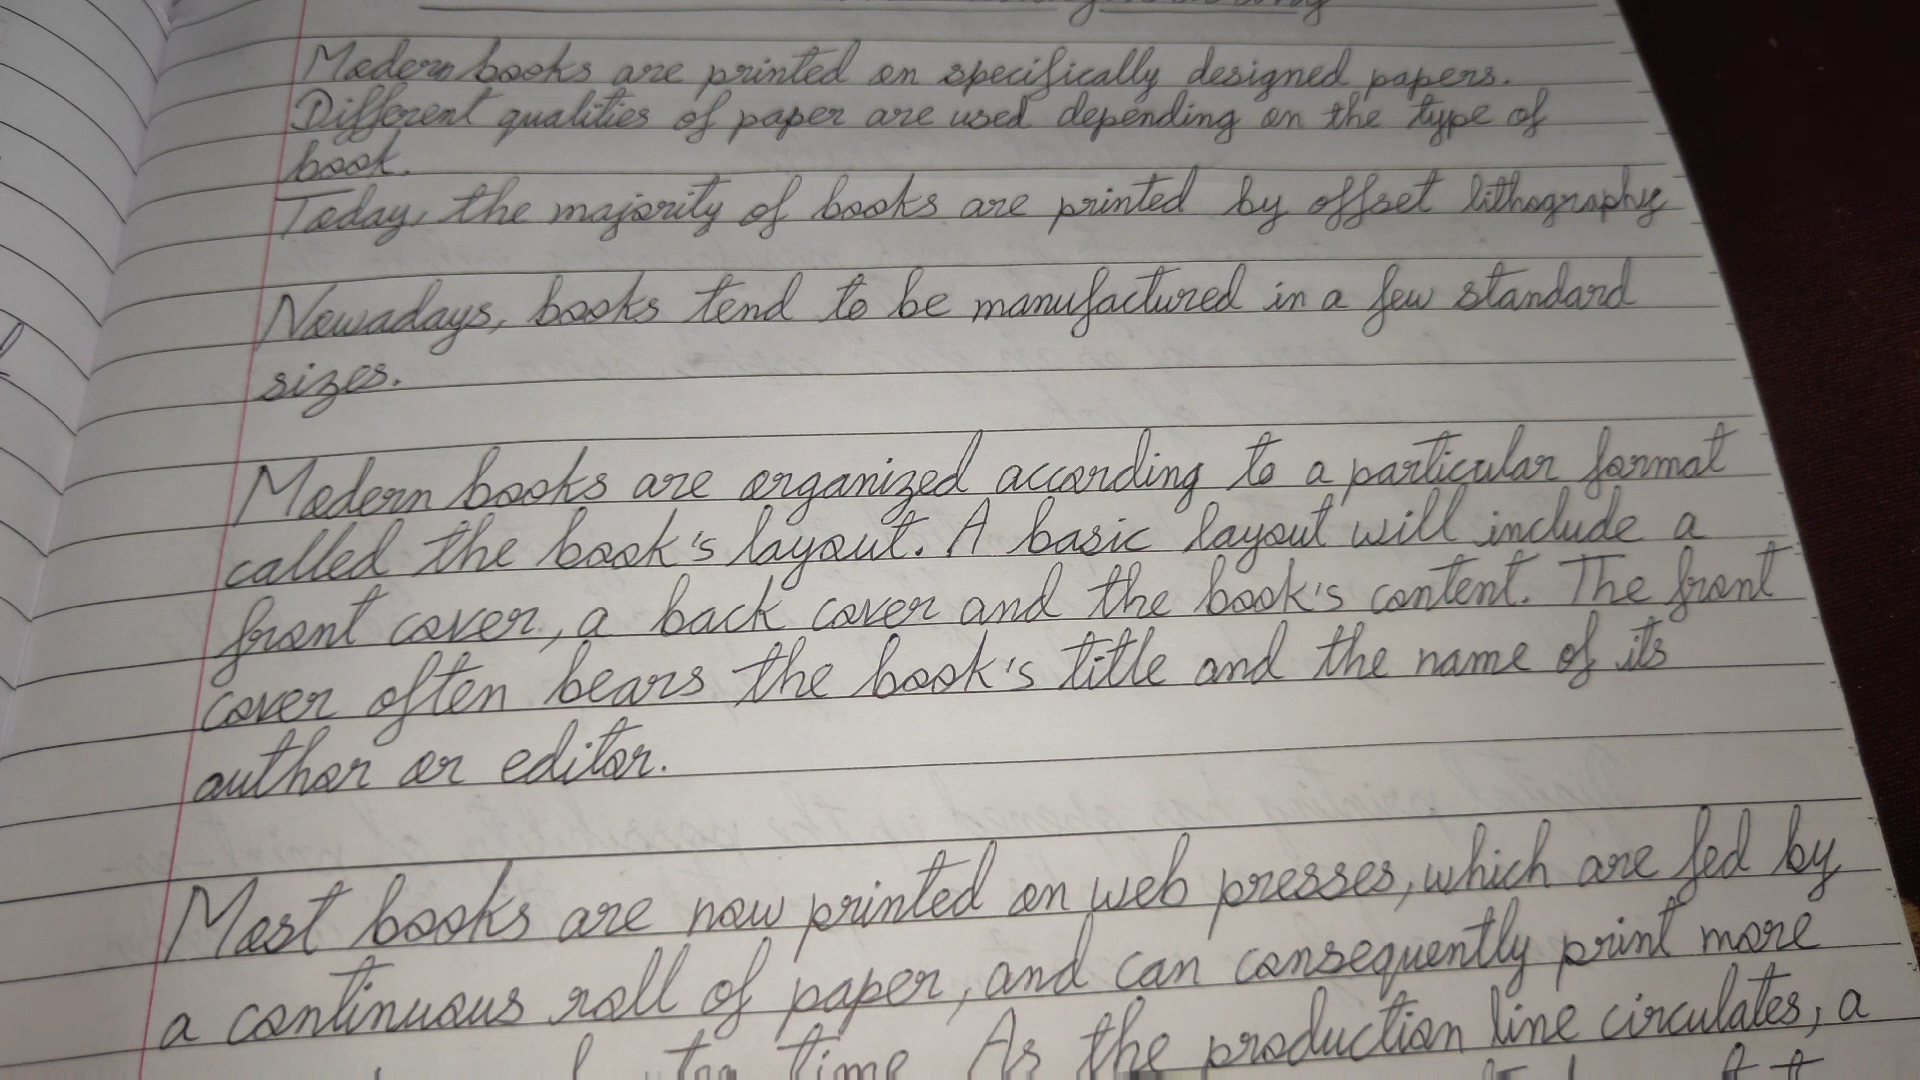 Modern books are printed on specifically designed papers.
Different qualities of paper are used depending on the type of
book.
Today, the majority of books are printed by offset lithography
Nowadays, books tend to be manufactured in a few standard
sizes.
Modern books are organized according to a particular format
called the book's layout. A basic layout will include a
front cover, a back cover and the book's content. The front
cover often bears the book's title and the name of its
author or editor.
Most books are now printed on web presses, which are fed by
a continuous roll of paper, and can consequently print more
time. As the production line circulates, a